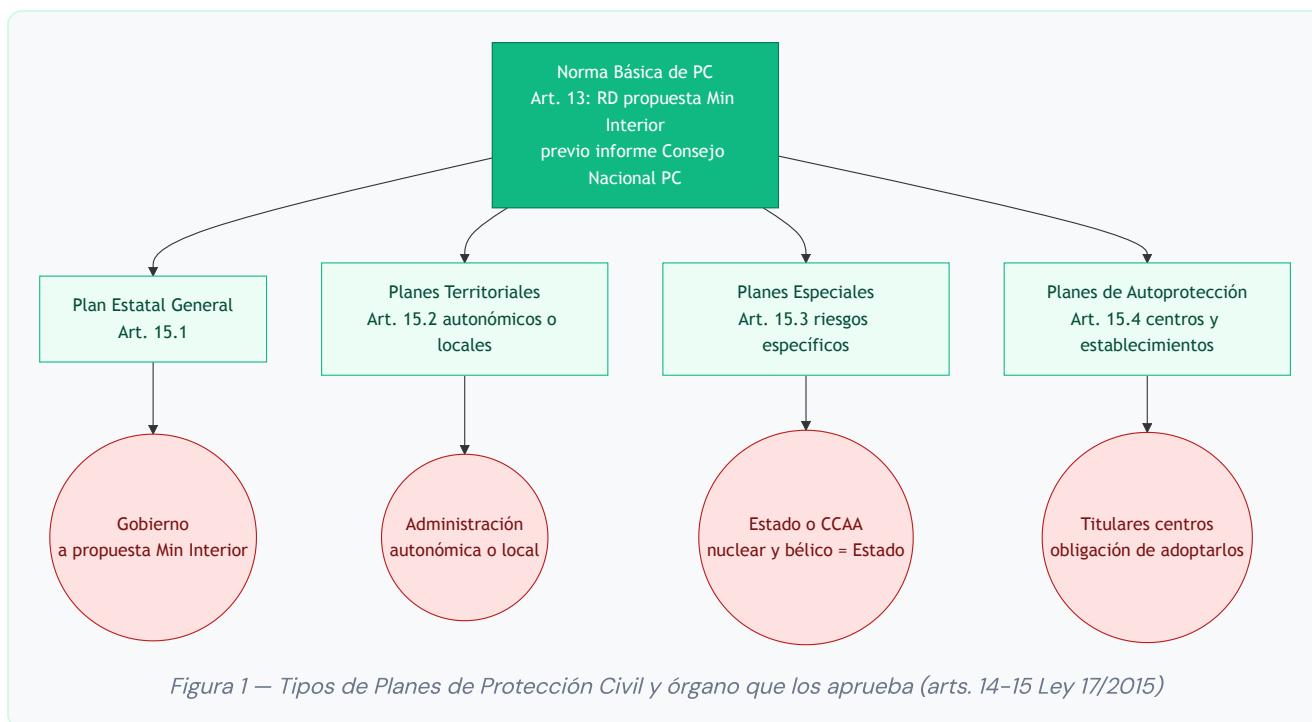 Norma Básica de PC
Art. 13: RD propuesta Min
Interior
previo informe Consejo
Nacional PC
Plan Estatal General
Art. 15.1
Planes Territoriales
Art. 15.2 autonómicos o
locales
Planes Especiales
Art. 15.3 riesgos
específicos
Planes de Autoprotección
Art. 15.4 centros y
establecimientos
Gobierno
a propuesta Min Interior
Administración
autonómica o local
Estado o CCAA
nuclear y bélico = Estado
Titulares centros
obligación de adoptarlos
Figura 1 — Tipos de Planes de Protección Civil y órgano que los aprueba (arts. 14-15 Ley 17/2015)